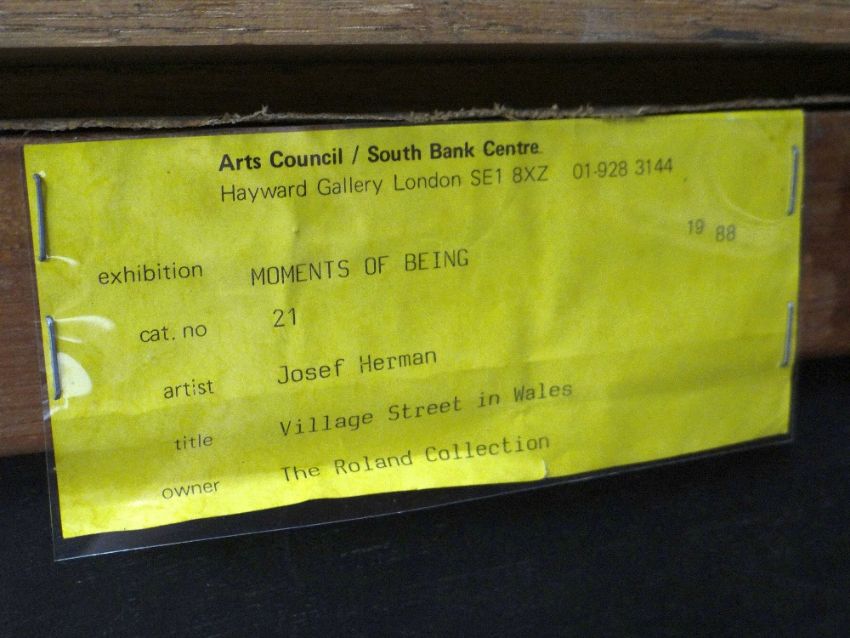 Arts Council / South Bank Centre
Hayward Gallery London SE1 8XZ 01-928 3144
19 88
exhibition MOMENTS OF BEING
cat. no 21
artist Josef Herman
title Village Street in Wales
owner The Roland Collection